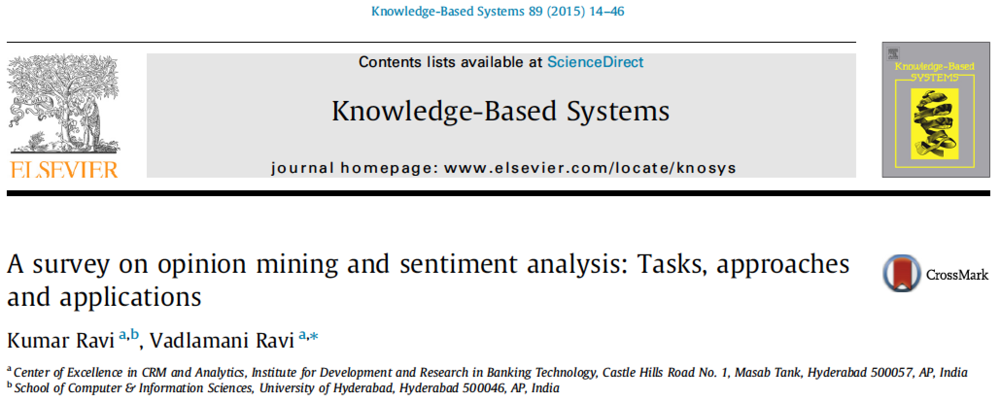 Knowledge-Based Systems 89 (2015) 14–46
Contents lists available at ScienceDirect
Knowledge-Based Systems
journal homepage: www.elsevier.com/locate/knosys
ELSEVIER
Knowledge-Based
SYSTEMS
A survey on opinion mining and sentiment analysis: Tasks, approaches
and applications
CrossMark
Kumar Ravi a,b, Vadlamani Ravi a,*
a Center of Excellence in CRM and Analytics, Institute for Development and Research in Banking Technology, Castle Hills Road No. 1, Masab Tank, Hyderabad 500057, AP, India
b School of Computer & Information Sciences, University of Hyderabad, Hyderabad 500046, AP, India